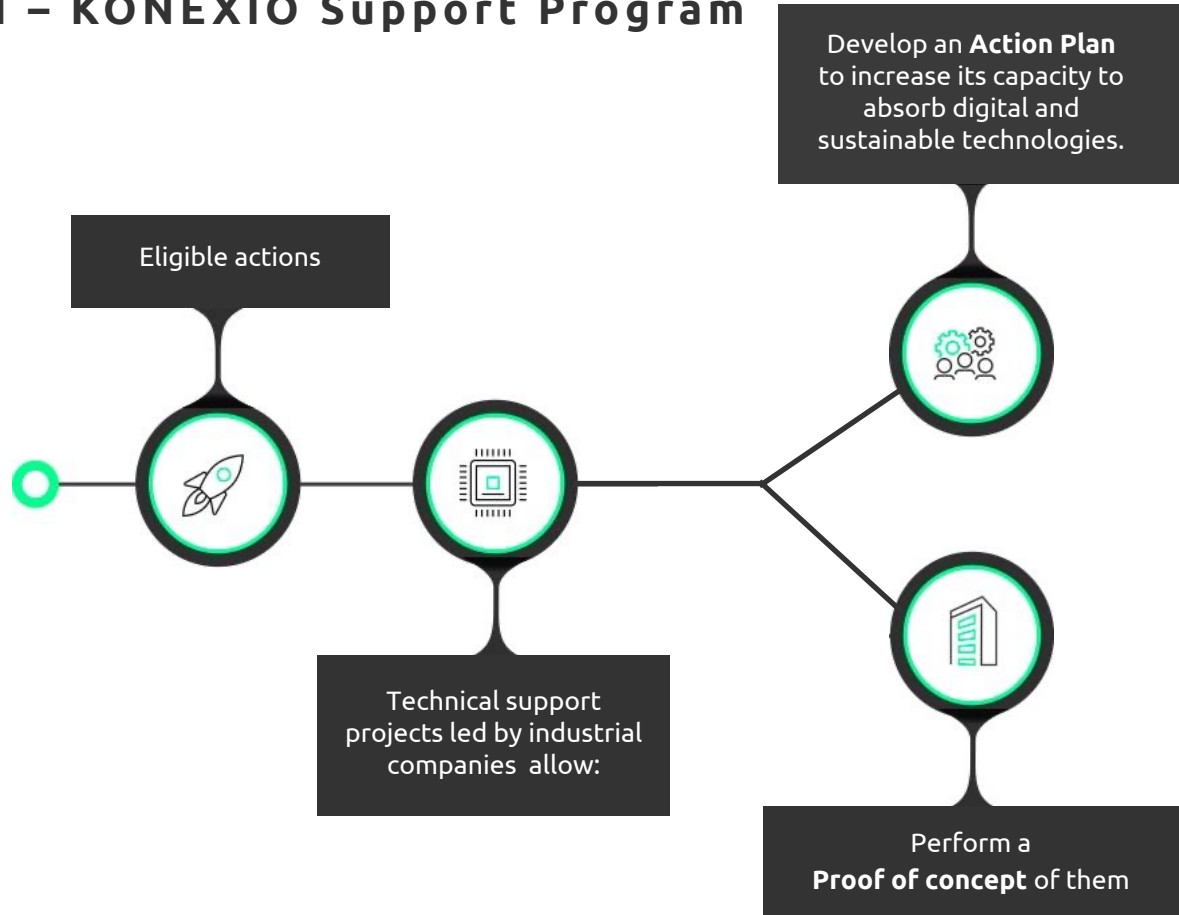 – KONEXIO Support Program
Develop an Action Plan
to increase its capacity to
absorb digital and
sustainable technologies.
Eligible actions
Technical support
projects led by industrial
companies allow:
Perform a
Proof of concept of them